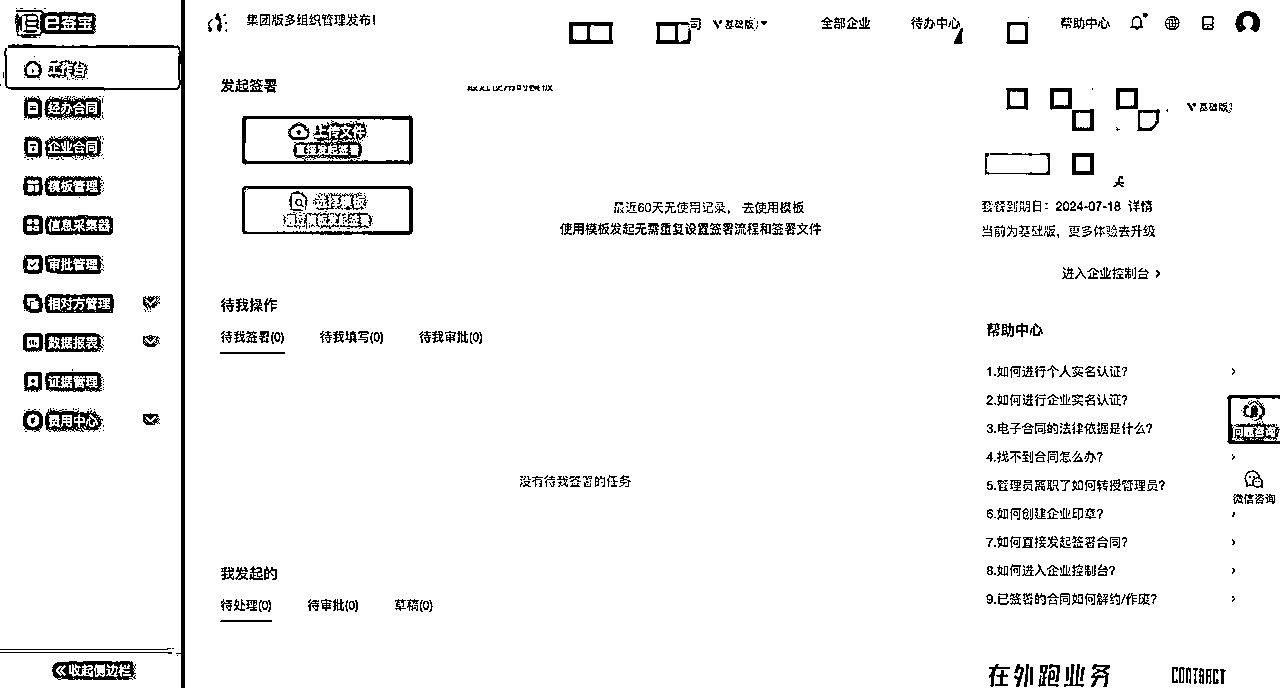 e签宝
集团版多组织管理发布!
司
基础版
全部企业
待办中心
帮助中心
工作台
经办合同
企业合同
模板管理
信息采集器
审批管理
相对方管理
数据报表
证据管理
费用中心
收起侧边栏
发起签署
最近使用的模板
上传文件
直接发起签署
选择模板
通过模板发起签署
最近60天无使用记录， 去使用模板
使用模板发起无需重复设置签署流程和签署文件
待我操作
待我签署(0) 待我填写(0) 待我审批(0)
没有待我签署的任务
我发起的
待处理(0) 待审批(0) 草稿(0)
基础版
套餐到期日：2024-07-18 详情
当前为基础版，更多体验去升级
进入企业控制台
帮助中心
1.如何进行个人实名认证?
2.如何进行企业实名认证?
3.电子合同的法律依据是什么?
4.找不到合同怎么办?
5.管理员离职了如何转授管理员?
6.如何创建企业印章?
7.如何直接发起签署合同?
8.如何进入企业控制台?
9.已签署的合同如何解约/作废?
问题咨询
微信咨询
在外跑业务
CONTRACT